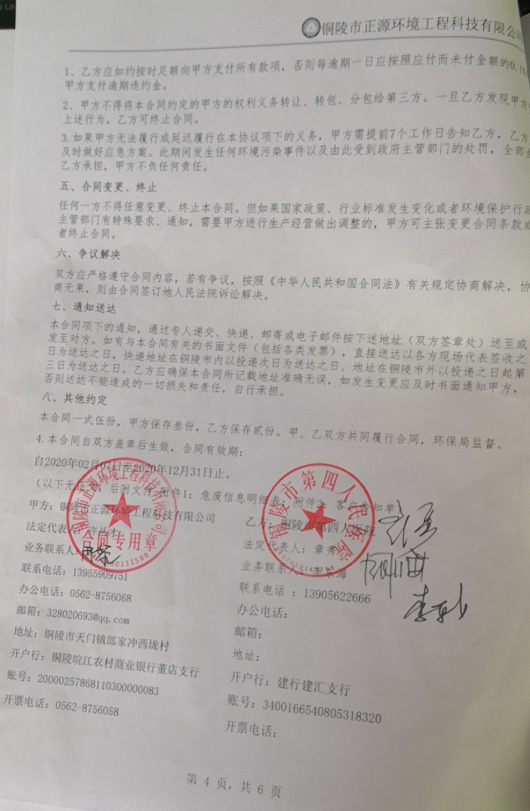 铜陵市正源环境工程科技有限公
1、乙方应如约按时足额向甲方支付所有款项，否则每逾期一日应按照应付而未付金额的0.
甲方支付逾期违约金。
2、甲方不得将本合同约定的甲方的权利义务转让、转包、分包给第三方。一旦乙方发现甲方
上述行为，乙方可终止合同。
3.如果甲方无法履行或延迟履行在本协议项下的义务，甲方需提前7个工作日告知乙方，乙方
及时做好应急方案。此期间发生任何环境污染事件以及由此受到政府主管部门的处罚，全部
乙方承担，甲方不负任何责任。
五、合同变更、终止
任何一方不得任意变更、终止本合同。但如果国家政策、行业标准发生变化或者环境保护行政
主管部门有特殊要求、通知，需要甲方进行生产经营做出调整的，甲方可主张变更合同条款或
者终止合同。
六、争议解决
双方应严格遵守合同内容，若有争议，按照《中华人民共和国合同法》有关规定协商解决，协
商无果，则由合同签订地人民法院诉讼解决。
七、通知送达
本合同项下的通知，通过专人递交、快递、邮寄或电子邮件按下述地址（双方签章处）送至或
发至对方。如有与本合同有关的书面文件（包括各类发票），直接送达以各方现场代表签收之
日为送达之日，快递地址在铜陵市内以投递次日为送达之日、地址在铜陵市外以投递之日起第
三日为送达之日。乙方应确保本合同所记载地址准确无误，如发生变更应及时书面通知甲方，
否则送达不能造成的一切损失和责任，自行承担。
八、其他约定
本合同一式伍份，甲方保存叁份，乙方保存贰份。甲、乙双方共同履行合同，环保局监督。
4.本合同自双方盖章后生效，合同有效期：
自2020年02月07日至2020年12月31日止。
（以下无正文，后附文件 附件1：危废信息明细表；附件2：客户告知单
甲方：铜陵市正源环境工程科技有限公司
乙方：铜陵市第四人民医院
法定代表人：
法定代表人：章
业务联系人：
业务联系人：
联系电话：13955909751
联系电话：13905622666
办公电话：0562-8756068
办公电话：
邮箱：328020693@qq.com
邮箱：
地址：铜陵市天门镇郎家冲西垅村
地址：
开户行：铜陵皖江农村商业银行董店支行
开户行：建行建汇支行
账号：20000257868110300000083
账号：3400166540805318320
开票电话：0562-8756058
开票电话：
铜陵市正源环境工程科技有限公司
合同专用章
铜陵市第四人民医院
第 4 页，共 6 页